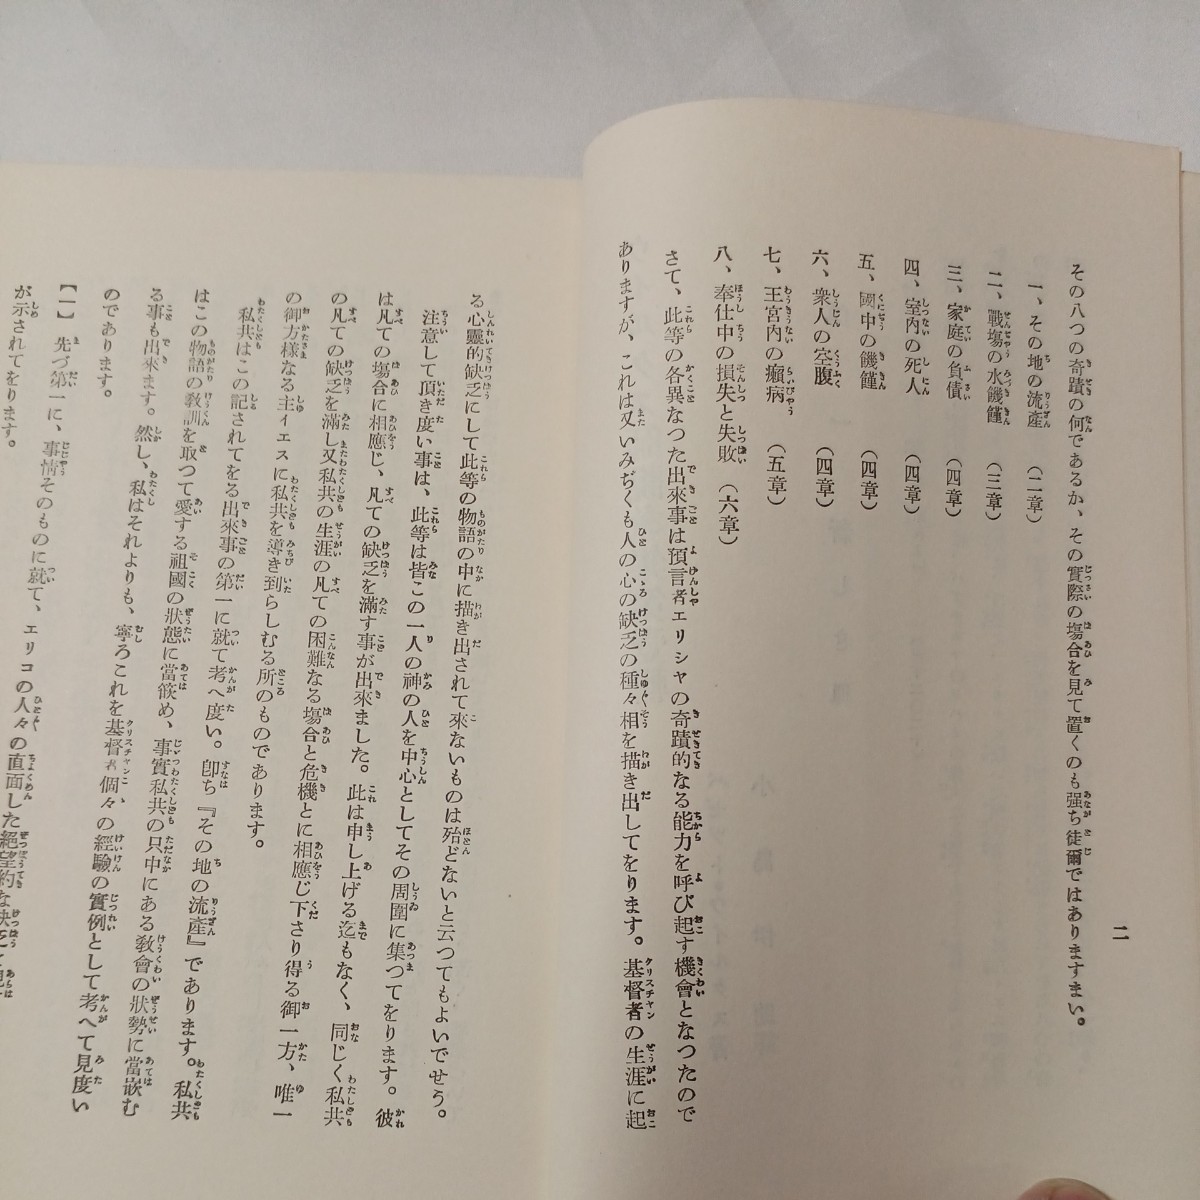 二
その八つの奇蹟の何であるか、その實際の場合を見て置くのも强ち徒爾ではありますまい。
一、その地の流產 (二章)
二、戰場の水饑饉 (三章)
三、家庭の負債 (四章)
四、室內の死人 (四章)
五、國中の饑饉 (四章)
六、衆人の空腹 (四章)
七、王宮內の癩病 (五章)
八、奉仕中の損失と失敗 (六章)
さて、此等の各異なつた出來事は預言者エリシヤの奇蹟的なる能力を呼び起す機會となつたので
ありますが、これは又いみぢくも人の心の缺乏の種々相を描き出してをります。基督者の生涯に起
る心靈的缺乏にして此等の物語の中に描き出されて來ないものは殆どないと云つてもよいでせう。
注意して頂き度い事は、此等は皆この一人の神の人を中心としてその周圍に集つてをります。彼
は凡ての場合に相應じ、凡ての缺乏を滿す事が出來ました。此は申し上げる迄もなく、同じく私共
の凡ての缺乏を滿し又私共の生涯の凡ての困難なる場合と危機とに相應じ下さり得る御一方、唯一
の御方樣なる主イエスに私共を導き到らしむる所のものであります。
私共はこの記されてをる出來事の第一に就て考へ度い。卽ち『その地の流產』であります。私共
はこの物語の敎訓を取つて愛する祖國の狀態に當篏め、事實私共の只中にある敎會の狀勢に當嵌む
る事も出來ます。然し、私はそれよりも、寧ろこれを基督者個々の經驗の實例として考へて見度い
のであります。
【一】 先づ第一に、事情そのものに就て、エリコの人々の直面した絕望的な缺乏
が示されてをります。